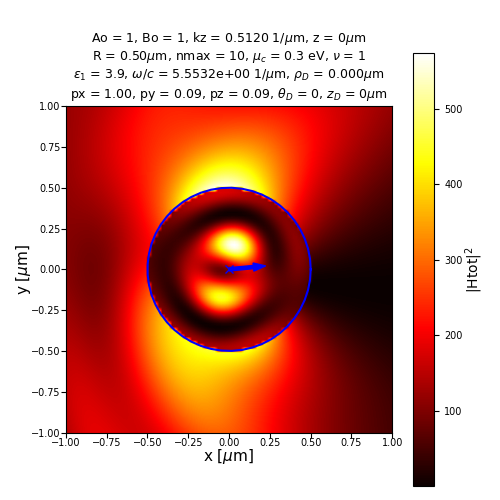 Ao = 1, Bo = 1, kz = 0.5120 1/μm, z = 0μm
R = 0.50μm, nmax = 10, μ_c = 0.3 eV, ν = 1
ε₁ = 3.9, ω/c = 5.5532e+00 1/μm, ρ_D = 0.000μm
px = 1.00, py = 0.09, pz = 0.09, θ_D = 0, z_D = 0μm
1.00
0.75
0.50
0.25
0.00
−0.25
−0.50
−0.75
−1.00
y [μm]
−1.00 −0.75 −0.50 −0.25 0.00 0.25 0.50 0.75 1.00
x [μm]
500
400
300
200
100
|Htot|²